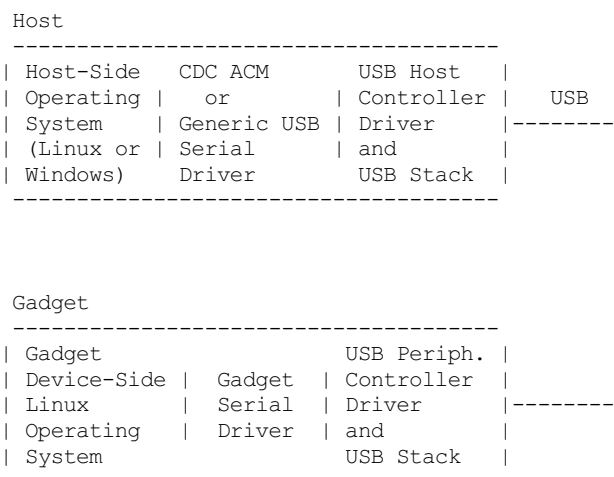 Host
--------------------------------------
| Host-Side   CDC ACM       USB Host   |
| Operating |   or        | Controller |   USB
| System    | Generic USB | Driver     |--------
| (Linux or | Serial      | and        |
| Windows)    Driver        USB Stack  |
--------------------------------------
Gadget
--------------------------------------
| Gadget                   USB Periph. |
| Device-Side |  Gadget  | Controller  |
| Linux       |  Serial  | Driver      |--------
| Operating   |  Driver  | and         |
| System                   USB Stack   |